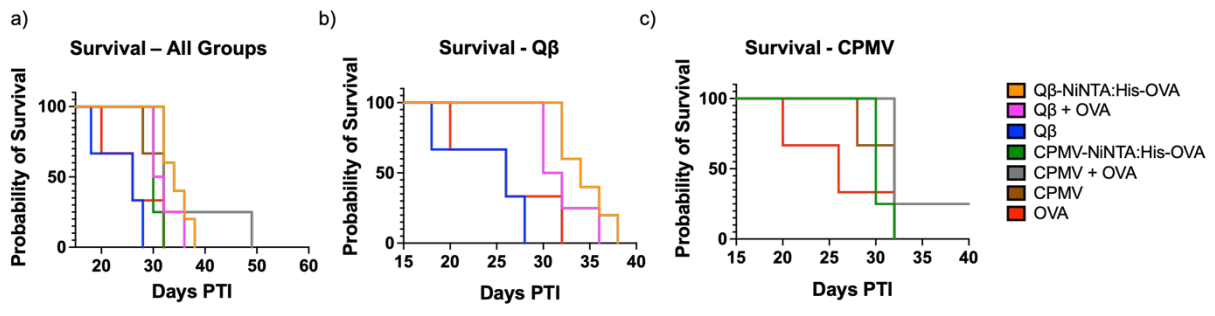 a)
Survival – All Groups
Probability of Survival
100
50
0
20 30 40 50 60
Days PTI
b)
Survival - Qβ
Probability of Survival
100
50
0
15 20 25 30 35 40
Days PTI
c)
Survival - CPMV
Probability of Survival
100
50
0
15 20 25 30 35 40
Days PTI
Qβ-NiNTA:His-OVA
Qβ + OVA
Qβ
CPMV-NiNTA:His-OVA
CPMV + OVA
CPMV
OVA